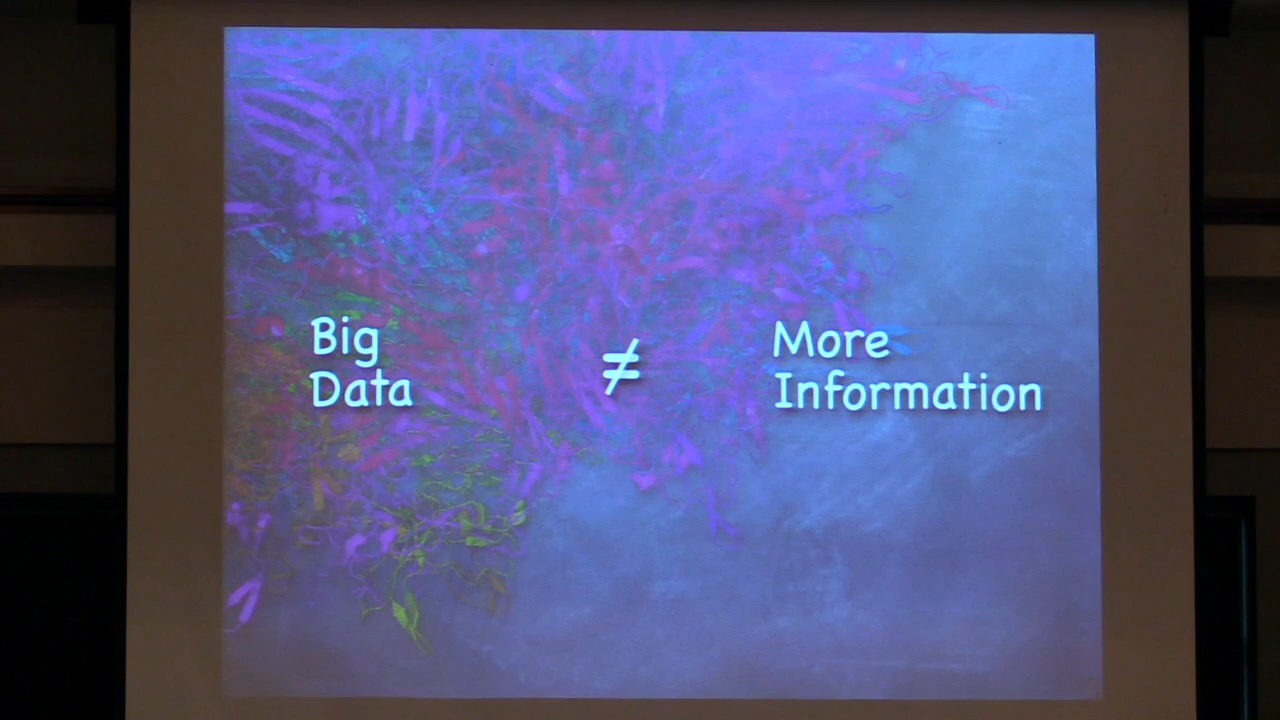 Big
Data
≠
More
Information